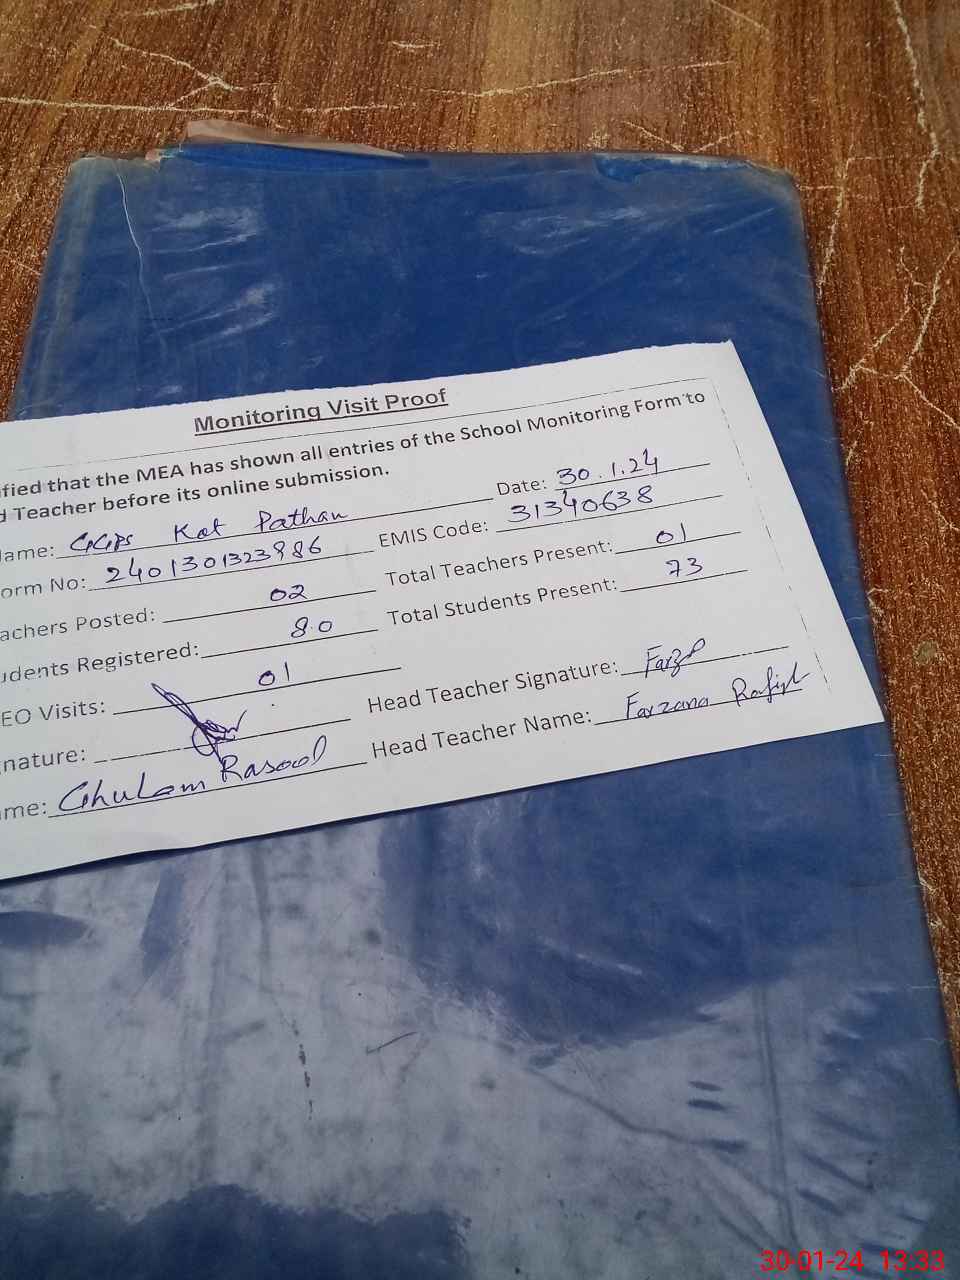 Monitoring Visit Proof
ified that the MEA has shown all entries of the School Monitoring Form to
d Teacher before its online submission.
lame: GGPS Kot Pathan Date: 30.1.24
orm No: 2401301323986 EMIS Code: 31340638
achers Posted: 02 Total Teachers Present: 01
udents Registered: 80 Total Students Present: 73
EO Visits: 01
nature: Head Teacher Signature: Farz
me: Ghulam Rasool Head Teacher Name: Farzana Rafiq
30-01-24 13:33